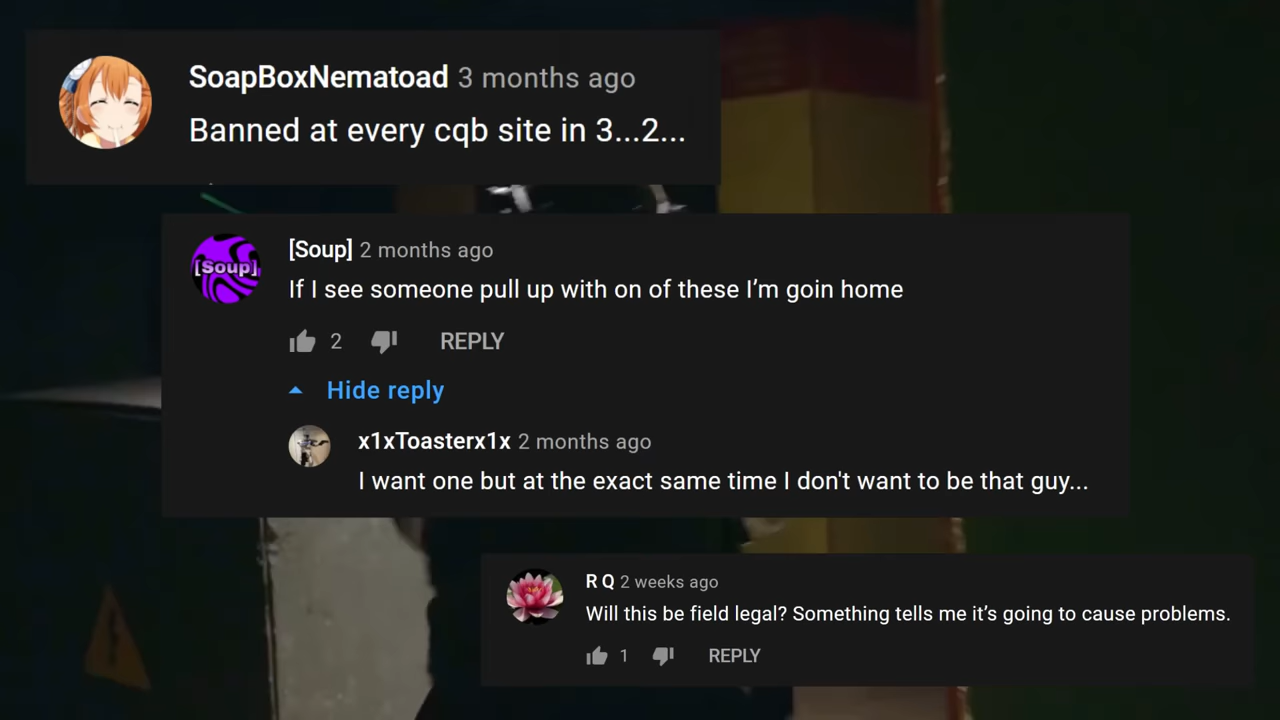 SoapBoxNematoad 3 months ago
Banned at every cqb site in 3...2...
[Soup]
[Soup] 2 months ago
If I see someone pull up with on of these I’m goin home
2 REPLY
Hide reply
x1xToasterx1x 2 months ago
I want one but at the exact same time I don't want to be that guy...
R Q 2 weeks ago
Will this be field legal? Something tells me it’s going to cause problems.
1 REPLY